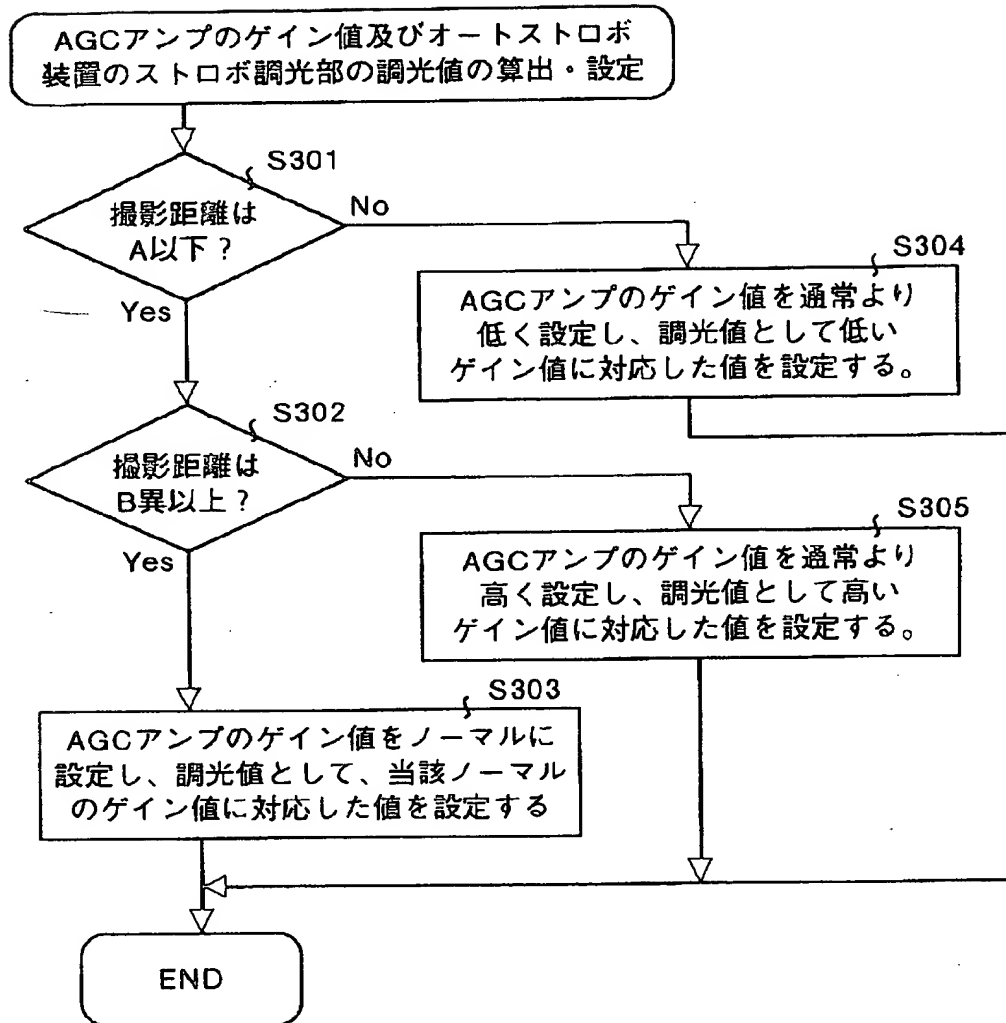 AGCアンプのゲイン値及びオートストロボ
装置のストロボ調光部の調光値の算出・設定
S301
撮影距離は
A以下？
No
Yes
S304
AGCアンプのゲイン値を通常より
低く設定し、調光値として低い
ゲイン値に対応した値を設定する。
S302
撮影距離は
B異以上？
No
Yes
S305
AGCアンプのゲイン値を通常より
高く設定し、調光値として高い
ゲイン値に対応した値を設定する。
S303
AGCアンプのゲイン値をノーマルに
設定し、調光値として、当該ノーマル
のゲイン値に対応した値を設定する
END